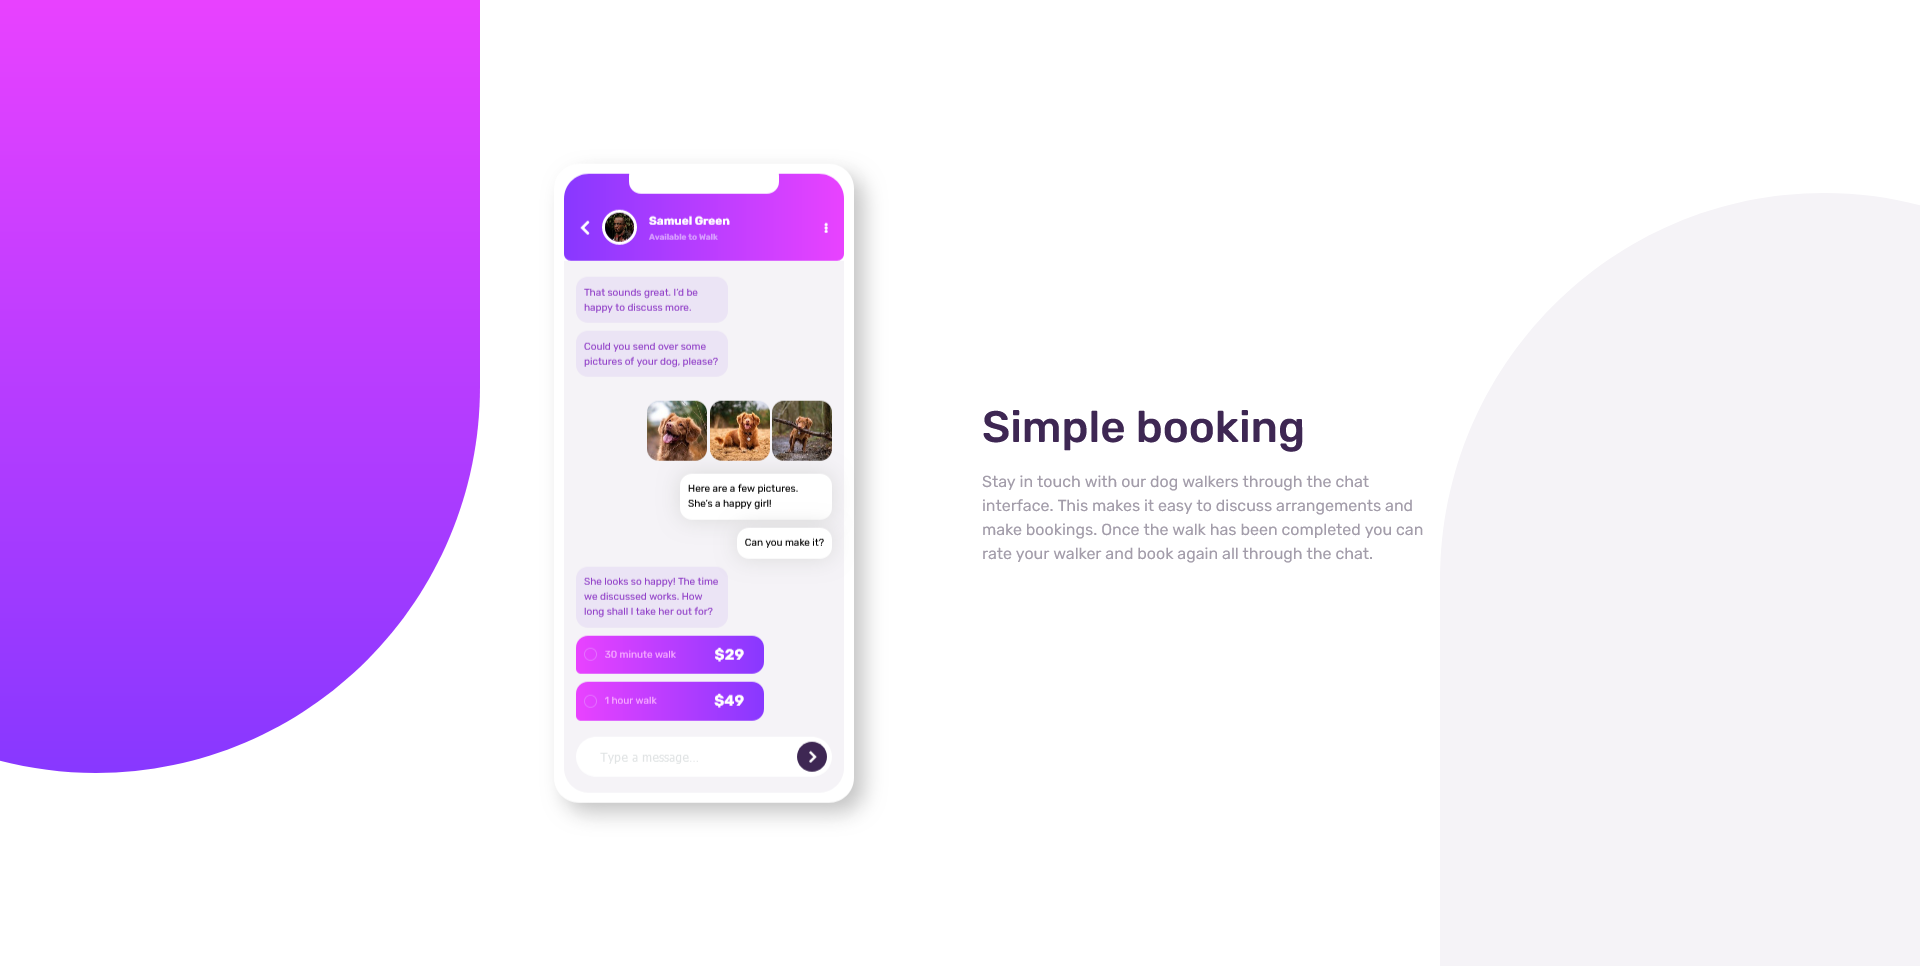 Samuel Green
Available to Walk
That sounds great. I'd be
happy to discuss more.
Could you send over some
pictures of your dog, please?
Here are a few pictures.
She's a happy girl!
Can you make it?
She looks so happy! The time
we discussed works. How
long shall I take her out for?
30 minute walk $29
1 hour walk $49
Type a message...
Simple booking
Stay in touch with our dog walkers through the chat
interface. This makes it easy to discuss arrangements and
make bookings. Once the walk has been completed you can
rate your walker and book again all through the chat.